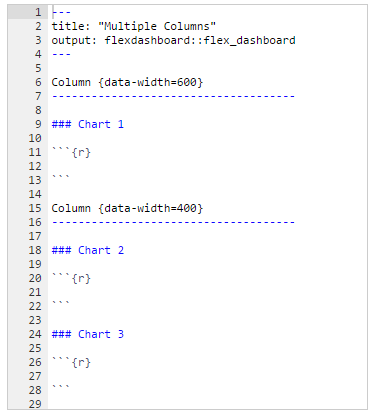 1 ---
2 title: "Multiple Columns"
3 output: flexdashboard::flex_dashboard
4 ---
5
6 Column {data-width=600}
7 -------------------------------------
8
9 ### Chart 1
10
11 ```{r}
12
13 ```
14
15 Column {data-width=400}
16 -------------------------------------
17
18 ### Chart 2
19
20 ```{r}
21
22 ```
23
24 ### Chart 3
25
26 ```{r}
27
28 ```
29